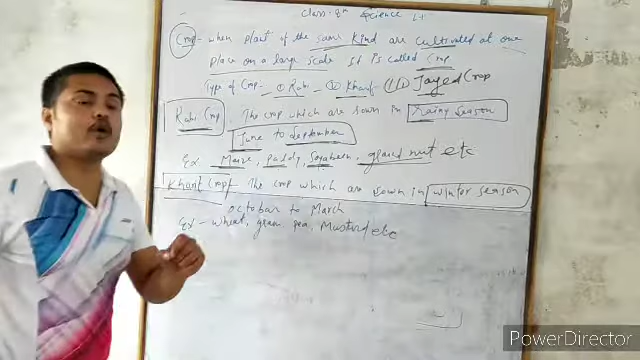 Class-8th Science L-1
Crop - when plant of the same kind are cultivated at one
place on a large scale It is called Crop
Type of Crop - (I) Rabi - (II) Kharif - (III) Jayed Crop
Rabi Crop - The crop which are sown in Rainy Season
June to September
Ex Maize, Paddy, Soyabean, ground nut etc
Kharif Crop - The crop which are sown in winter season
octobar to March
Ex - wheat, gram, pea, Mustard etc
PowerDirector